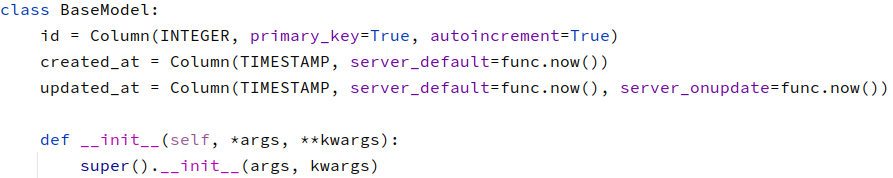 class BaseModel:
    id = Column(INTEGER, primary_key=True, autoincrement=True)
    created_at = Column(TIMESTAMP, server_default=func.now())
    updated_at = Column(TIMESTAMP, server_default=func.now(), server_onupdate=func.now())

    def __init__(self, *args, **kwargs):
        super().__init__(args, kwargs)